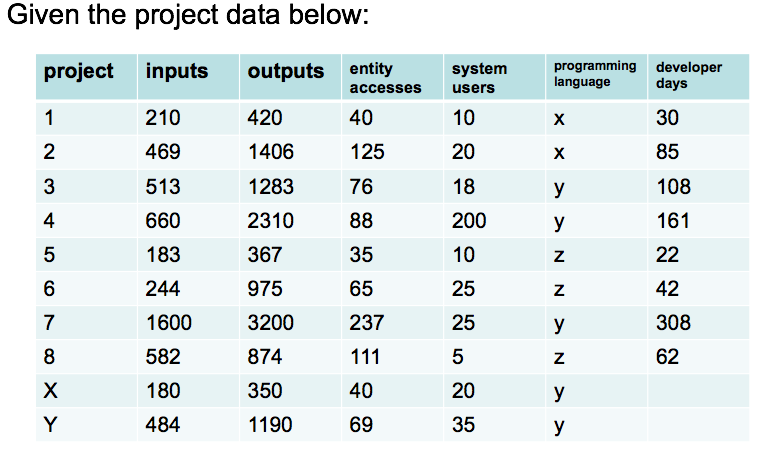 Given the project data below:
project inputs outputs entity accesses system users programming language developer days
1 210 420 40 10 x 30
2 469 1406 125 20 x 85
3 513 1283 76 18 y 108
4 660 2310 88 200 y 161
5 183 367 35 10 z 22
6 244 975 65 25 z 42
7 1600 3200 237 25 y 308
8 582 874 111 5 z 62
X 180 350 40 20 y
Y 484 1190 69 35 y